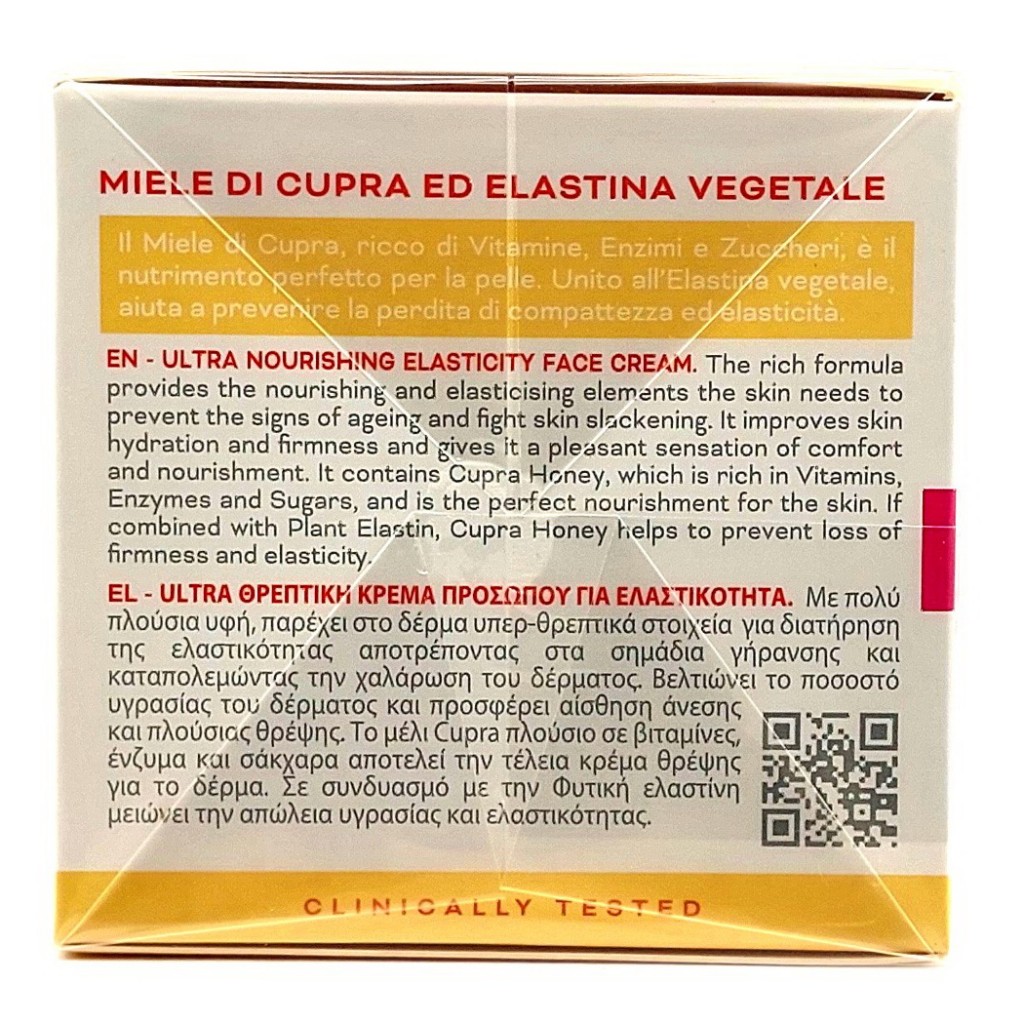 MIELE DI CUPRA ED ELASTINA VEGETALE
Il Miele di Cupra, ricco di Vitamine, Enzimi e Zuccheri, è il
nutrimento perfetto per la pelle. Unito all'Elastina vegetale,
aiuta a prevenire la perdita di compattezza ed elasticità.
EN - ULTRA NOURISHING ELASTICITY FACE CREAM. The rich formula
provides the nourishing and elasticising elements the skin needs to
prevent the signs of ageing and fight skin slackening. It improves skin
hydration and firmness and gives it a pleasant sensation of comfort
and nourishment. It contains Cupra Honey, which is rich in Vitamins,
Enzymes and Sugars, and is the perfect nourishment for the skin. If
combined with Plant Elastin, Cupra Honey helps to prevent loss of
firmness and elasticity.
EL - ULTRA ΘΡΕΠΤΙΚΗ ΚΡΕΜΑ ΠΡΟΣΩΠΟΥ ΓΙΑ ΕΛΑΣΤΙΚΟΤΗΤΑ. Με πολύ
πλούσια υφή, παρέχει στο δέρμα υπερ-θρεπτικά στοιχεία για διατήρηση
της ελαστικότητας αποτρέποντας στα σημάδια γήρανσης και
καταπολεμώντας την χαλάρωση του δέρματος. Βελτιώνει το ποσοστό
υγρασίας του δέρματος και προσφέρει αίσθηση άνεσης
και πλούσιας θρέψης. Το μέλι Cupra πλούσιο σε βιταμίνες,
ένζυμα και σάκχαρα αποτελεί την τέλεια κρέμα θρέψης
για το δέρμα. Σε συνδυασμό με την Φυτική ελαστίνη
μειώνει την απώλεια υγρασίας και ελαστικότητας.
CLINICALLY TESTED